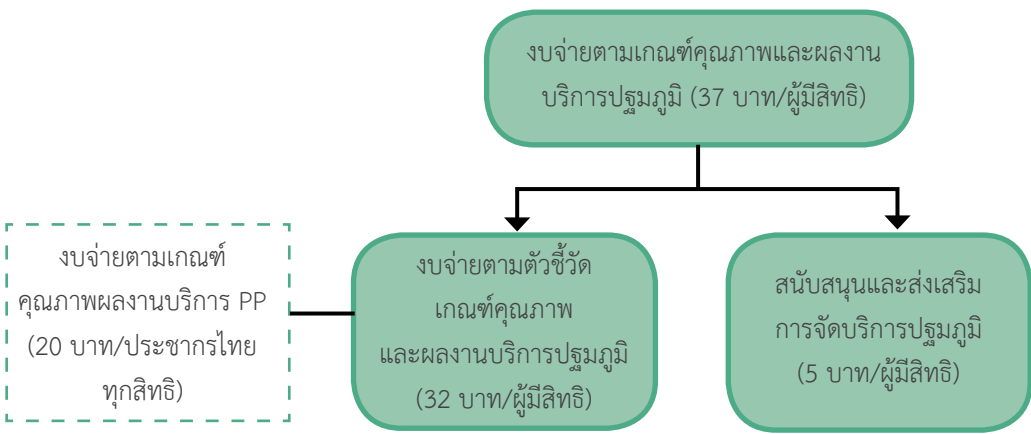 งบจ่ายตามเกณฑ์คุณภาพและผลงาน
บริการปฐมภูมิ (37 บาท/ผู้มีสิทธิ)
งบจ่ายตามเกณฑ์
คุณภาพผลงานบริการ PP
(20 บาท/ประชากรไทย
ทุกสิทธิ)
งบจ่ายตามตัวชี้วัด
เกณฑ์คุณภาพ
และผลงานบริการปฐมภูมิ
(32 บาท/ผู้มีสิทธิ)
สนับสนุนและส่งเสริม
การจัดบริการปฐมภูมิ
(5 บาท/ผู้มีสิทธิ)